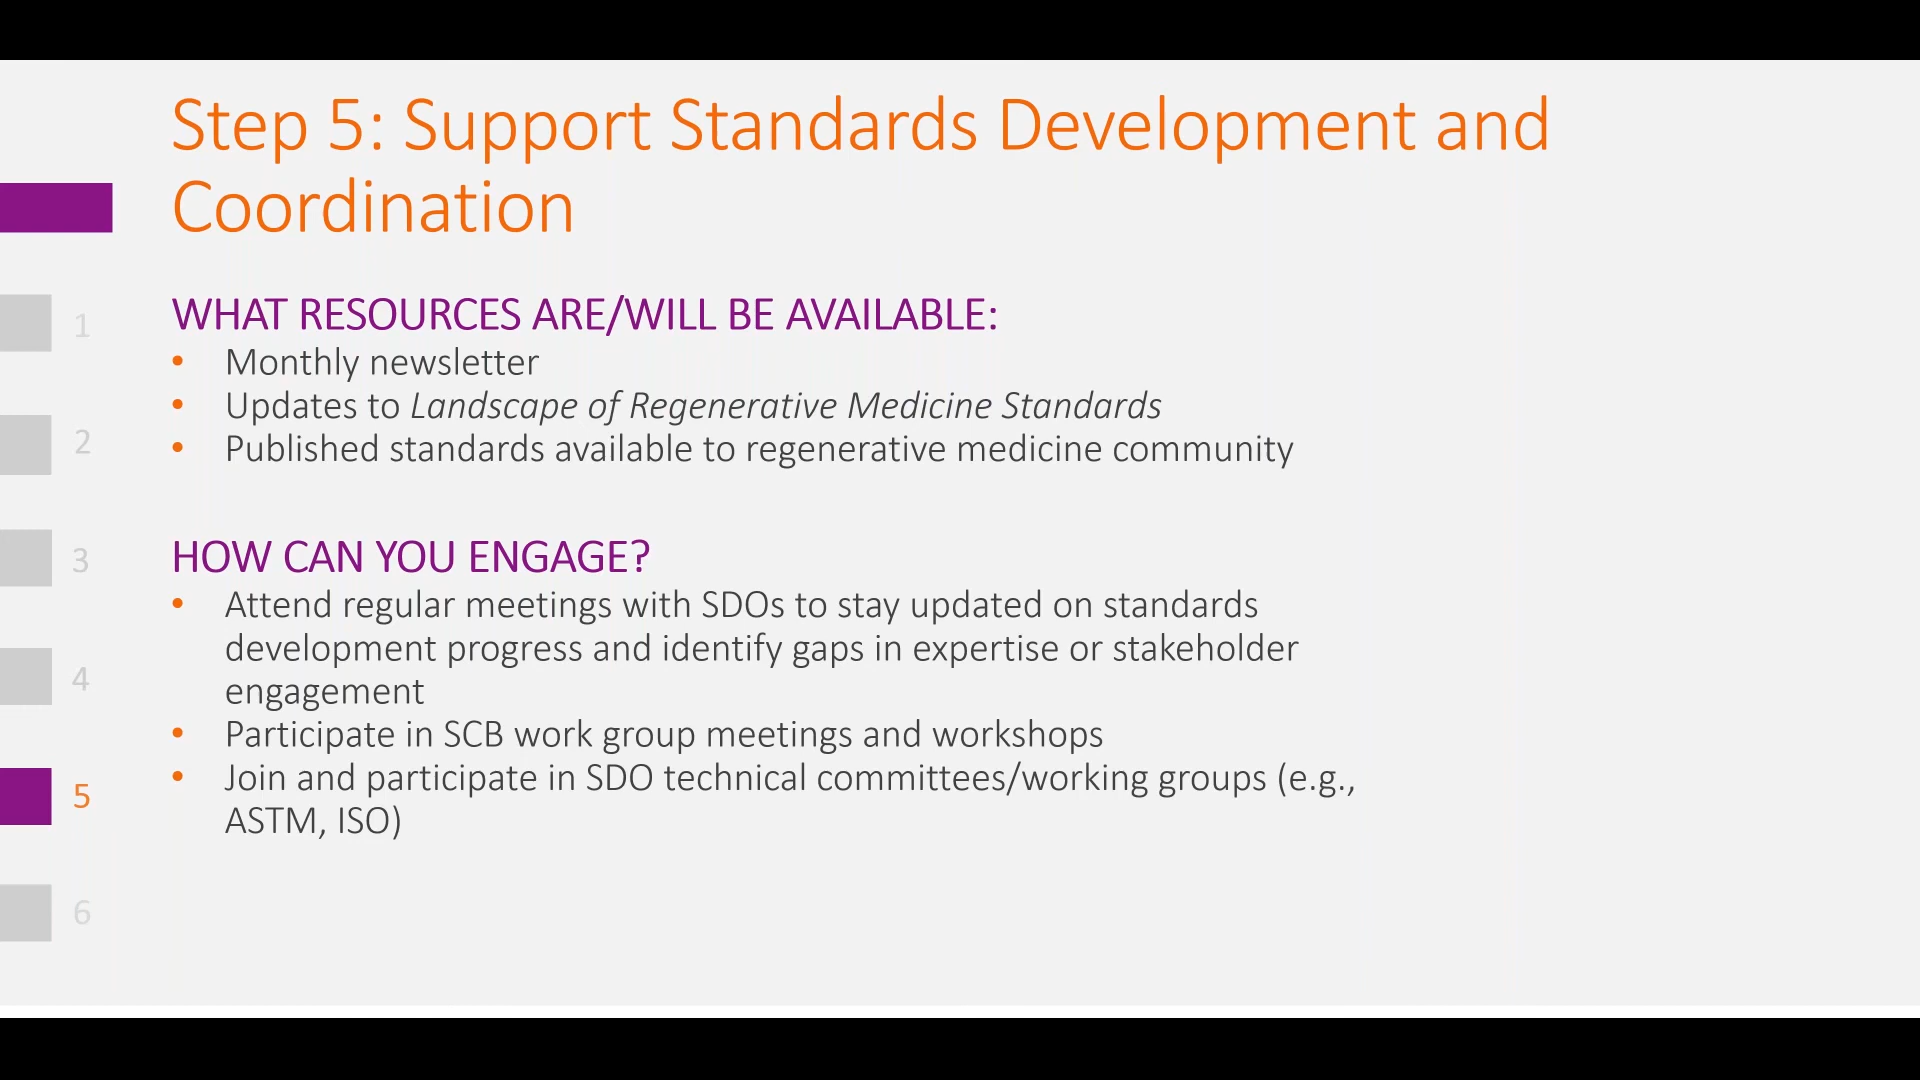 Step 5: Support Standards Development and
Coordination
WHAT RESOURCES ARE/WILL BE AVAILABLE:
• Monthly newsletter
• Updates to Landscape of Regenerative Medicine Standards
• Published standards available to regenerative medicine community
HOW CAN YOU ENGAGE?
• Attend regular meetings with SDOs to stay updated on standards
development progress and identify gaps in expertise or stakeholder
engagement
• Participate in SCB work group meetings and workshops
• Join and participate in SDO technical committees/working groups (e.g.,
ASTM, ISO)
1
2
3
4
5
6